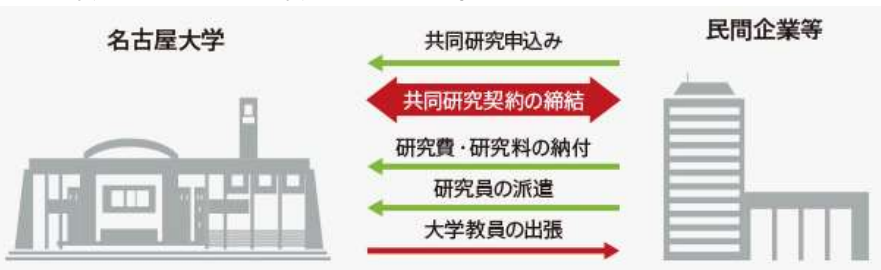 名古屋大学
民間企業等
共同研究申込み
共同研究契約の締結
研究費・研究料の納付
研究員の派遣
大学教員の出張